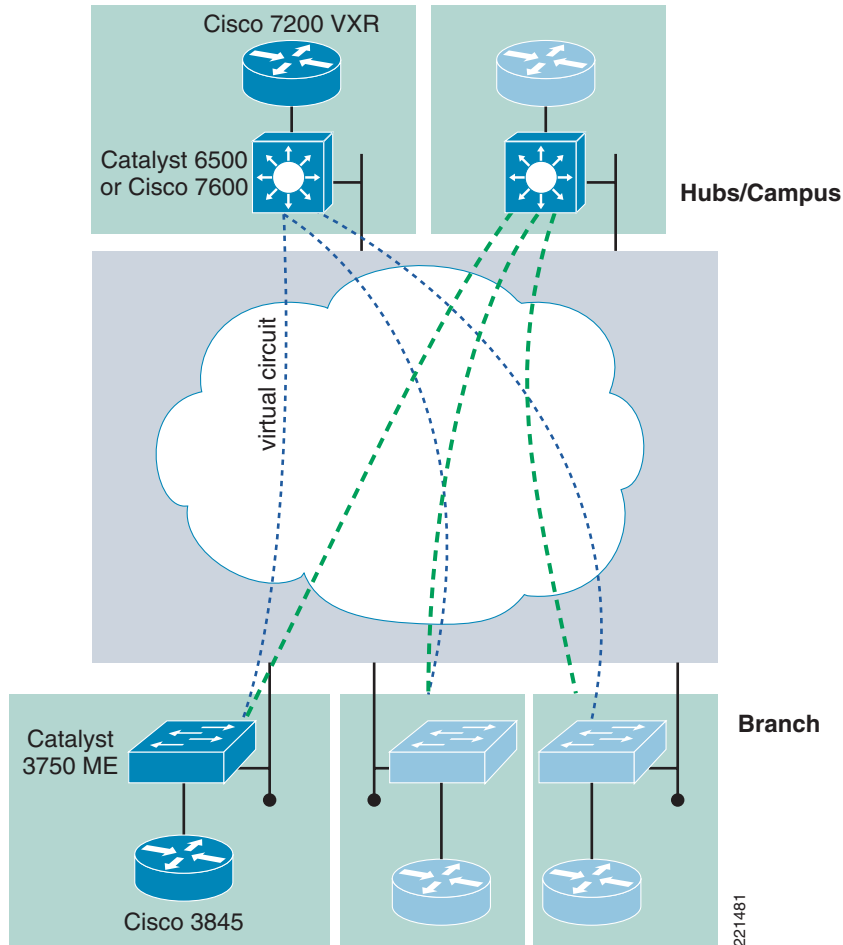 Cisco 7200 VXR
Catalyst 6500
or Cisco 7600
Hubs/Campus
virtual circuit
Branch
Catalyst
3750 ME
Cisco 3845
221481